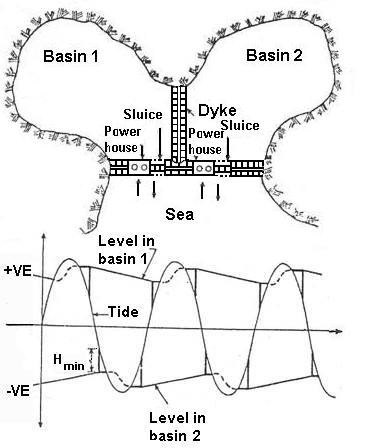 Basin 1
Basin 2
Dyke
Sluice
Sluice
Power
house
Power
house
Sea
Level in
basin 1
+VE
Tide
Hmin
-VE
Level in
basin 2